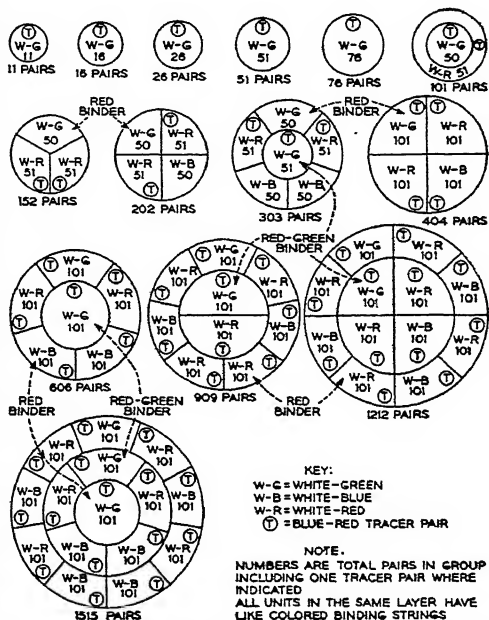 T
W-G
11
11 PAIRS
T
W-G
16
16 PAIRS
T
W-G
26
26 PAIRS
T
W-G
51
51 PAIRS
T
W-G
76
76 PAIRS
T
W-G
50
T
W-R 51
101 PAIRS
RED
BINDER
W-G
50
W-R
51
T
W-R
51
T
152 PAIRS
W-G
50
T
W-R
51
W-R
51
T
W-B
50
202 PAIRS
RED
BINDER
W-G
50
T
W-R
51
T
W-R
51
T
W-G
51
W-B
50
W-B
50
303 PAIRS
W-G
101
T
T
W-R
101
W-R
101
T
W-B
101
T
404 PAIRS
RED-GREEN
BINDER
T
W-G
101
T
W-R
101
T
W-R
101
T
W-G
101
W-B
101
T
W-B
101
T
606 PAIRS
T
W-G
101
W-R
101
T
T
W-R
101
T
W-G
101
W-B
101
T
W-B
101
T
W-R
101
T
W-R
101
T
W-R
101
T
909 PAIRS
T
W-G
101
T
W-R
101
W-R
101
T
T
W-G
101
T
W-R
101
W-B
101
T
W-B
101
T
W-R
101
T
W-B
101
T
W-R
101
T
W-R
101
T
W-B
101
T
1212 PAIRS
RED
BINDER
RED-GREEN
BINDER
RED
BINDER
T
W-G
101
W-R
101
T
W-R
101
T
T
W-G
101
W-B
101
T
W-R
101
T
T
W-G
101
W-R
101
T
W-B
101
T
W-B
101
T
W-B
101
T
W-R
101
T
W-R
101
T
W-B
101
T
W-B
101
T
1515 PAIRS
KEY:
W-G = WHITE-GREEN
W-B = WHITE-BLUE
W-R = WHITE-RED
T = BLUE-RED TRACER PAIR
NOTE.
NUMBERS ARE TOTAL PAIRS IN GROUP
INCLUDING ONE TRACER PAIR WHERE
INDICATED
ALL UNITS IN THE SAME LAYER HAVE
LIKE COLORED BINDING STRINGS